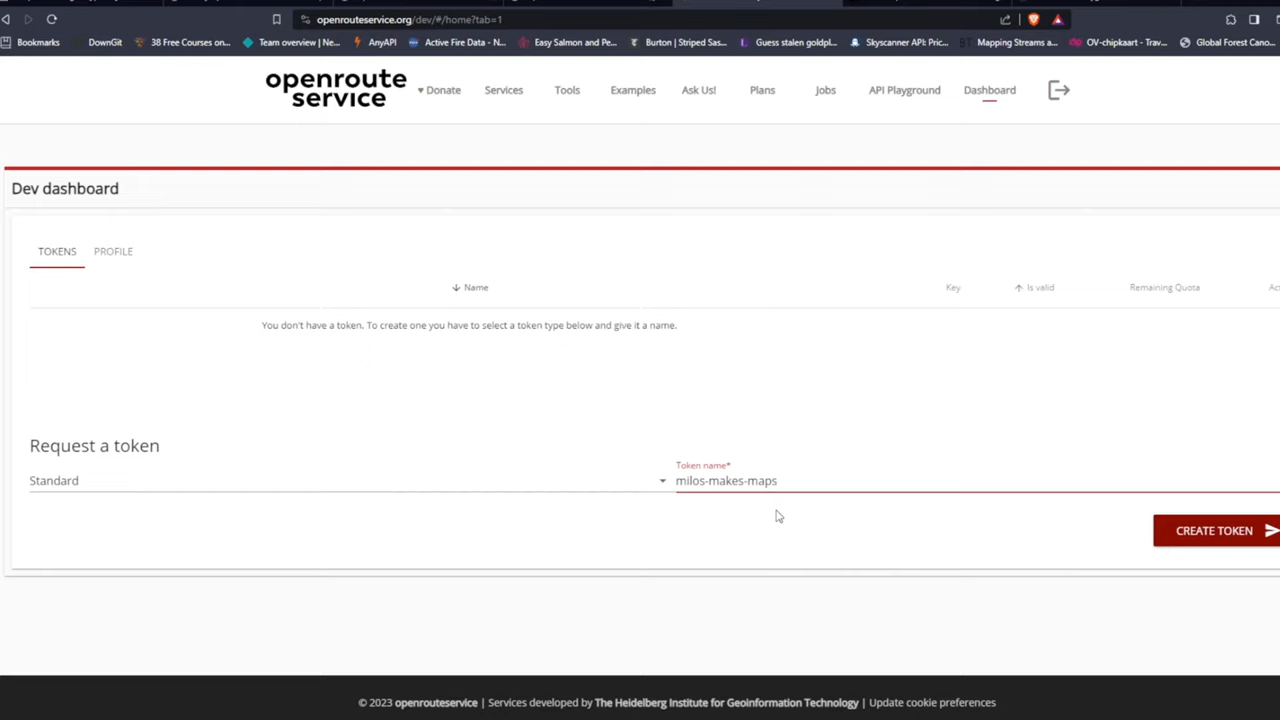 openrouteservice.org/dev/#/home?tab=1
Bookmarks DownGit 38 Free Courses on... Team overview | Ne... AnyAPI Active Fire Data - N... Easy Salmon and Pe... Burton | Striped Sas... Guess stalen goldpl... Skyscanner API: Pric... Mapping Streams a... OV-chipkaart - Trav... Global Forest Cano...
openroute
service
♥ Donate Services Tools Examples Ask Us! Plans Jobs API Playground Dashboard
Dev dashboard
TOKENS PROFILE
Name Key Is valid Remaining Quota
You don't have a token. To create one you have to select a token type below and give it a name.
Request a token
Token name*
Standard milos-makes-maps
CREATE TOKEN
© 2023 openrouteservice | Services developed by The Heidelberg Institute for Geoinformation Technology | Update cookie preferences